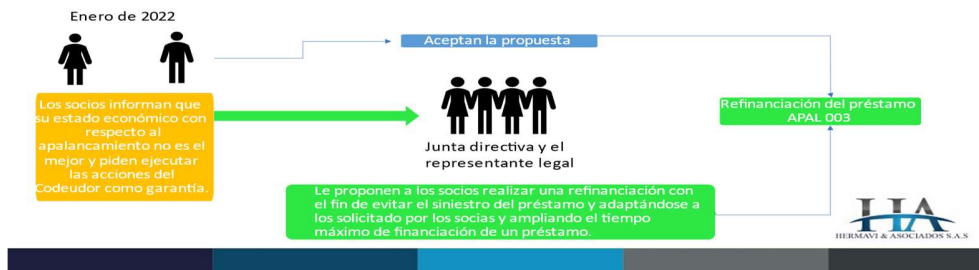 Enero de 2022
Aceptan la propuesta
Los socios informan que
su estado económico con
respecto al
apalancamiento no es el
mejor y piden ejecutar
las acciones del
Codeudor como garantía.
Junta directiva y el
representante legal
Refinanciación del préstamo
APAL 003
Le proponen a los socios realizar una refinanciación con
el fin de evitar el siniestro del préstamo y adaptándose a
los solicitado por los socias y ampliando el tiempo
máximo de financiación de un préstamo.
HA
HERMAVI & ASOCIADOS S.A.S